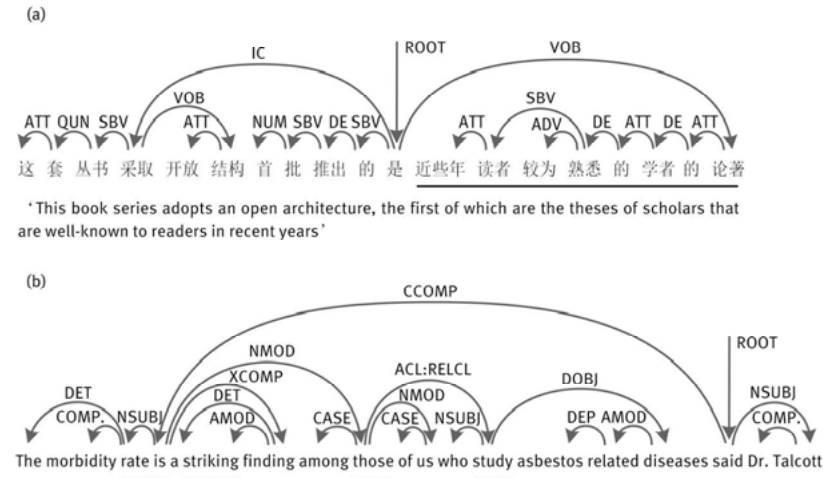 (a)
IC ROOT VOB
VOB SBV
ATT QUN SBV ATT NUM SBV DE SBV ATT ADV DE ATT DE ATT
这 套 丛书 采取 开放 结构 首 批 推出 的 是 近些年 读者 较为 熟悉 的 学者 的 论著
‘This book series adopts an open architecture, the first of which are the theses of scholars that
are well-known to readers in recent years’
(b)
CCOMP
ROOT
NMOD
ACL:RELCL
XCOMP DOBJ
DET DET NMOD NSUBJ
COMP. NSUBJ AMOD CASE CASE NSUBJ DEP AMOD COMP.
The morbidity rate is a striking finding among those of us who study asbestos related diseases said Dr. Talcott